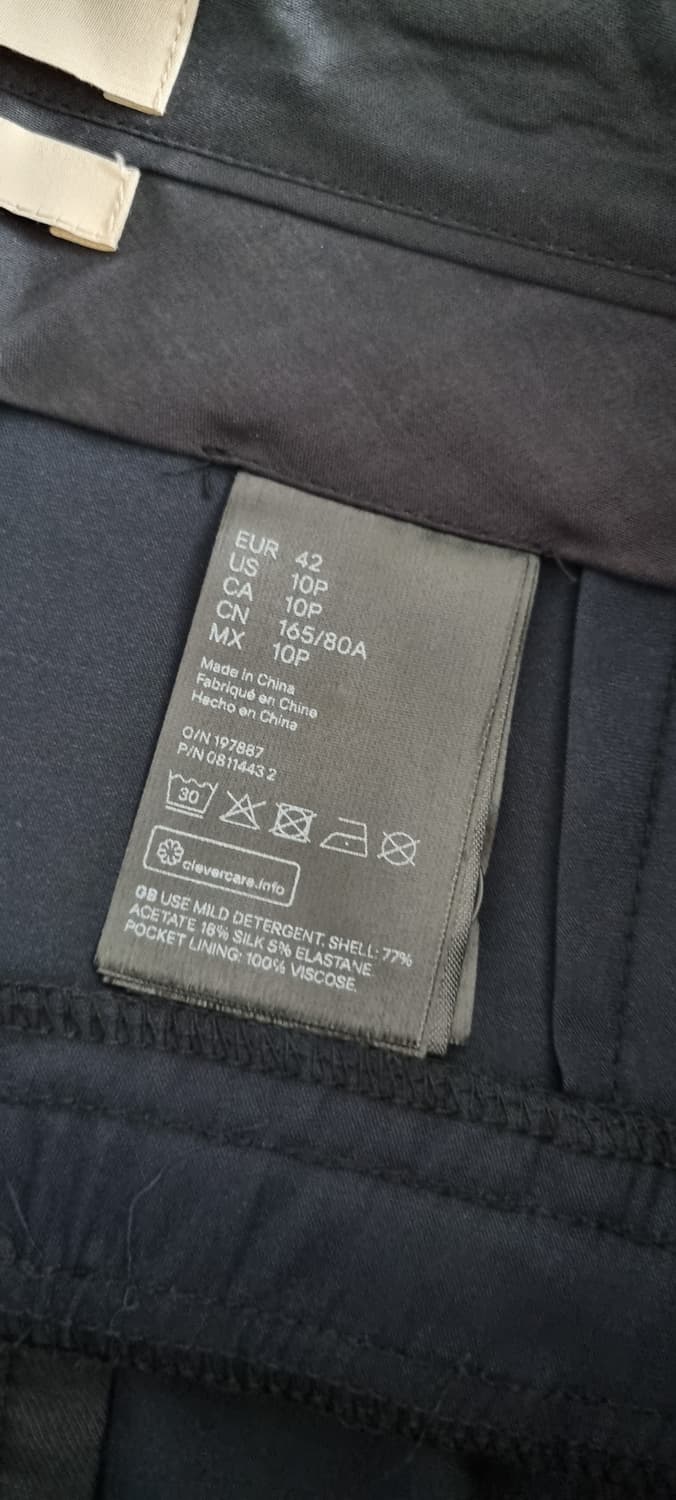 EUR 42
US 10P
CA 10P
CN 165/80A
MX 10P
Made in China
Fabriqué en Chine
Hecho en China
O/N 197887
P/N 0811443 2
30
clevercare.info
GB USE MILD DETERGENT. SHELL: 77%
ACETATE 18% SILK 5% ELASTANE
POCKET LINING: 100% VISCOSE.